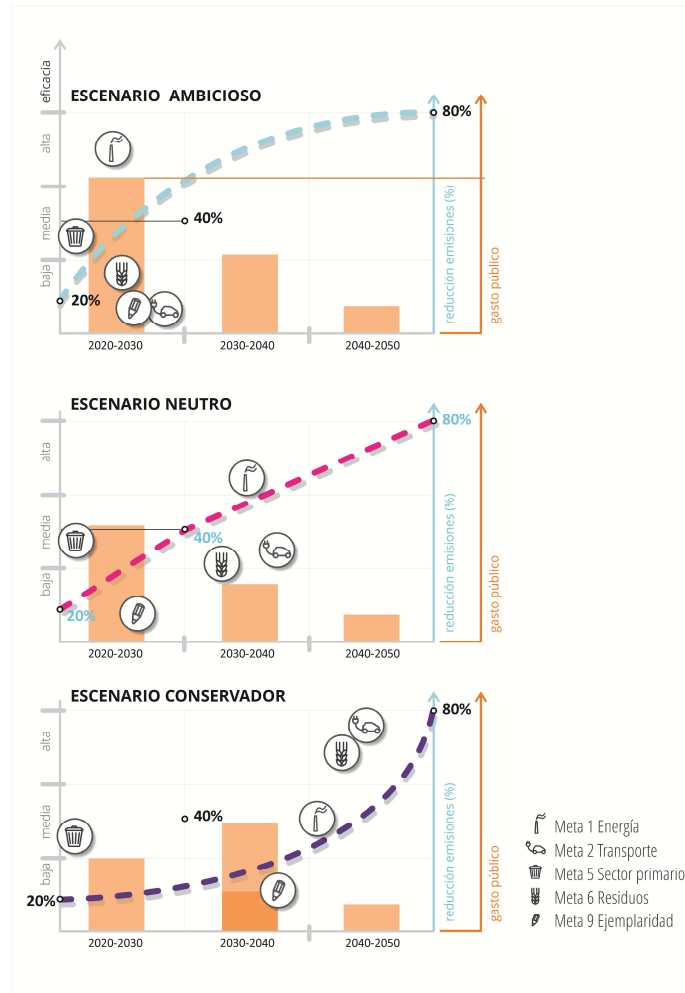 ESCENARIO AMBICIOSO
eficacia
alta
media
baja
80%
40%
20%
reducción emisiones (%)
gasto público
2020-2030
2030-2040
2040-2050
ESCENARIO NEUTRO
alta
media
baja
80%
40%
20%
reducción emisiones (%)
gasto público
2020-2030
2030-2040
2040-2050
ESCENARIO CONSERVADOR
alta
media
baja
80%
40%
20%
reducción emisiones (%)
gasto público
2020-2030
2030-2040
2040-2050
Meta 1 Energía
Meta 2 Transporte
Meta 5 Sector primario
Meta 6 Residuos
Meta 9 Ejemplaridad